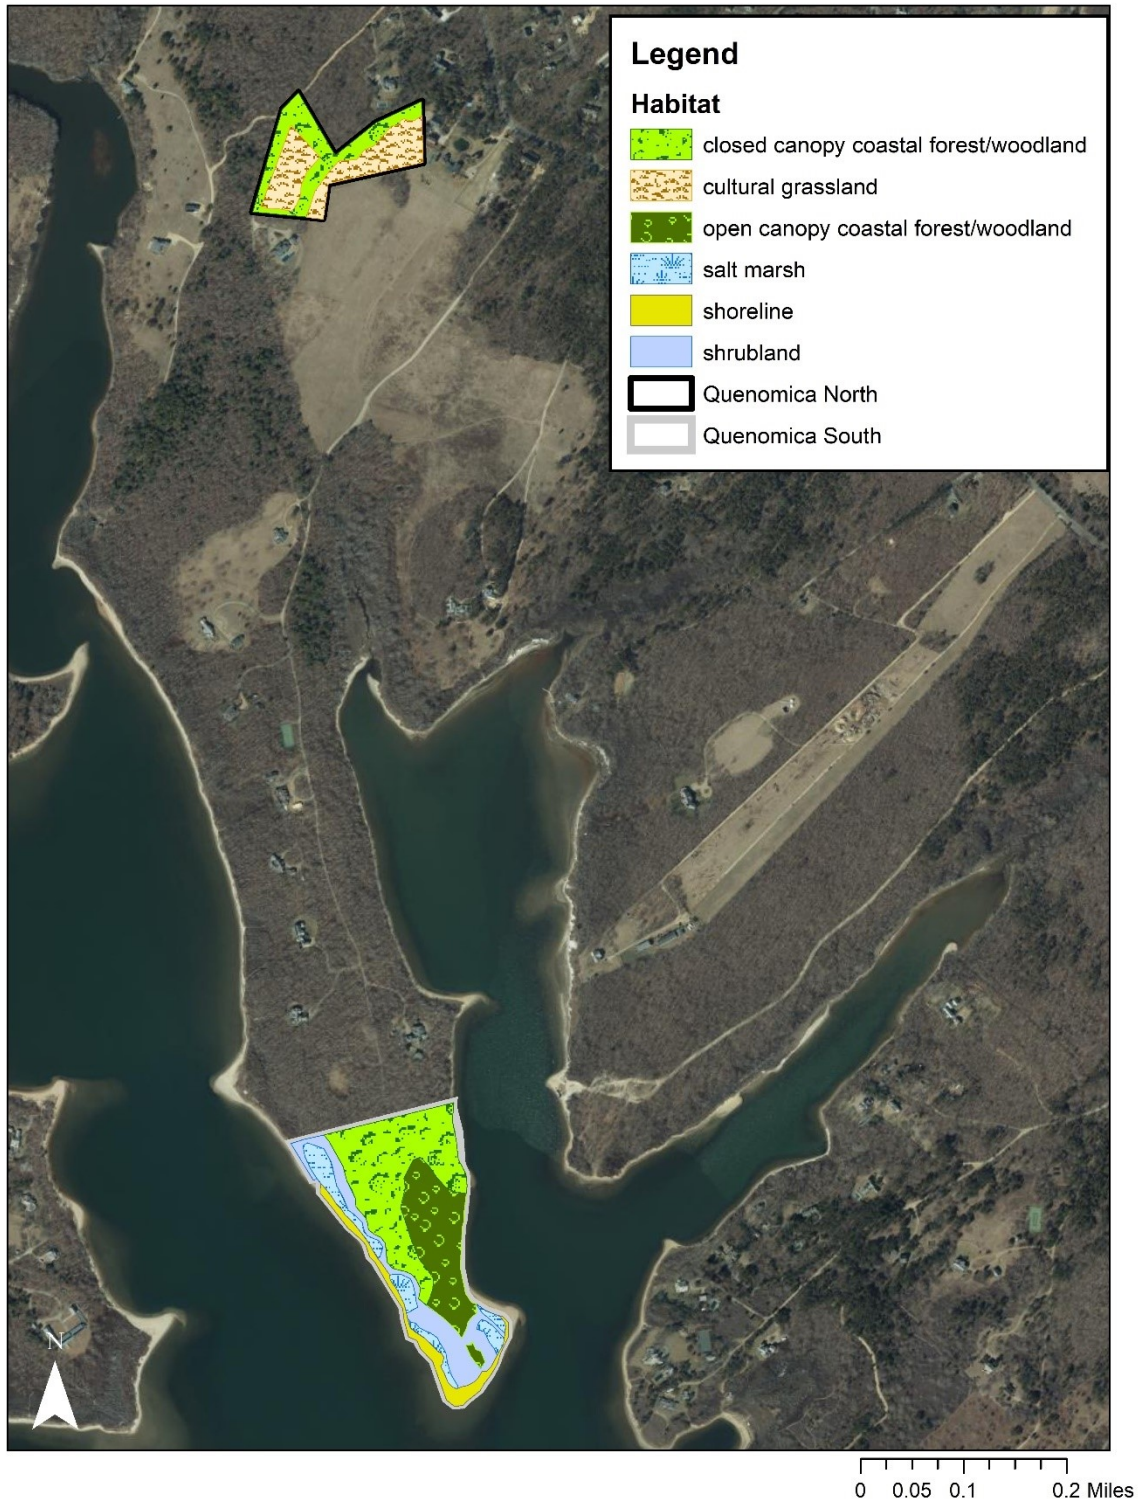 Legend
Habitat
closed canopy coastal forest/woodland
cultural grassland
open canopy coastal forest/woodland
salt marsh
shoreline
shrubland
Quenomica North
Quenomica South
N
0 0.05 0.1 0.2 Miles